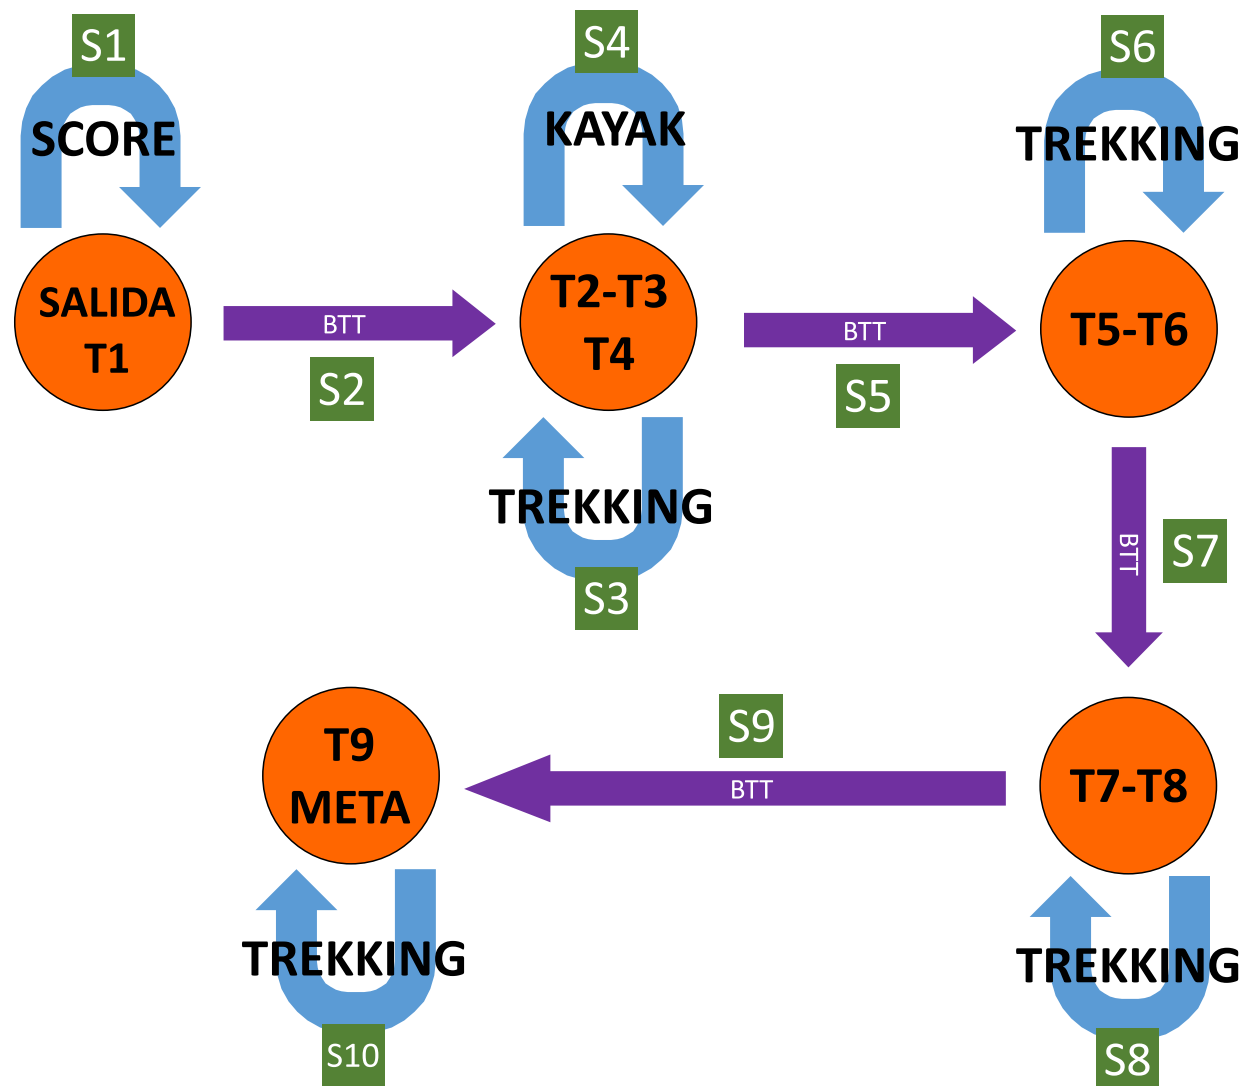 S1
SCORE
SALIDA
T1
BTT
S2
S4
KAYAK
T2-T3
T4
TREKKING
S3
BTT
S5
S6
TREKKING
T5-T6
BTT
S7
T7-T8
TREKKING
S8
S9
BTT
T9
META
TREKKING
S10